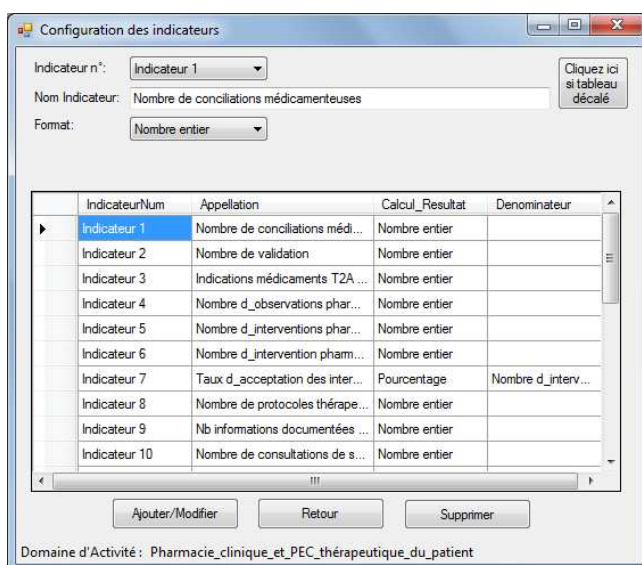 Configuration des indicateurs
Indicateur n°: Indicateur 1
Cliquez ici
si tableau
décalé
Nom Indicateur: Nombre de conciliations médicamenteuses
Format: Nombre entier
IndicateurNum Appellation Calcul_Resultat Denominateur
Indicateur 1 Nombre de conciliations médi... Nombre entier
Indicateur 2 Nombre de validation Nombre entier
Indicateur 3 Indications médicaments T2A ... Nombre entier
Indicateur 4 Nombre d_observations phar... Nombre entier
Indicateur 5 Nombre d_interventions phar... Nombre entier
Indicateur 6 Nombre d_intervention pharm... Nombre entier
Indicateur 7 Taux d_acceptation des inter... Pourcentage Nombre d_interv...
Indicateur 8 Nombre de protocoles thérape... Nombre entier
Indicateur 9 Nb informations documentées ... Nombre entier
Indicateur 10 Nombre de consultations de s... Nombre entier
Ajouter/Modifier Retour Supprimer
Domaine d'Activité : Pharmacie_clinique_et_PEC_thérapeutique_du_patient